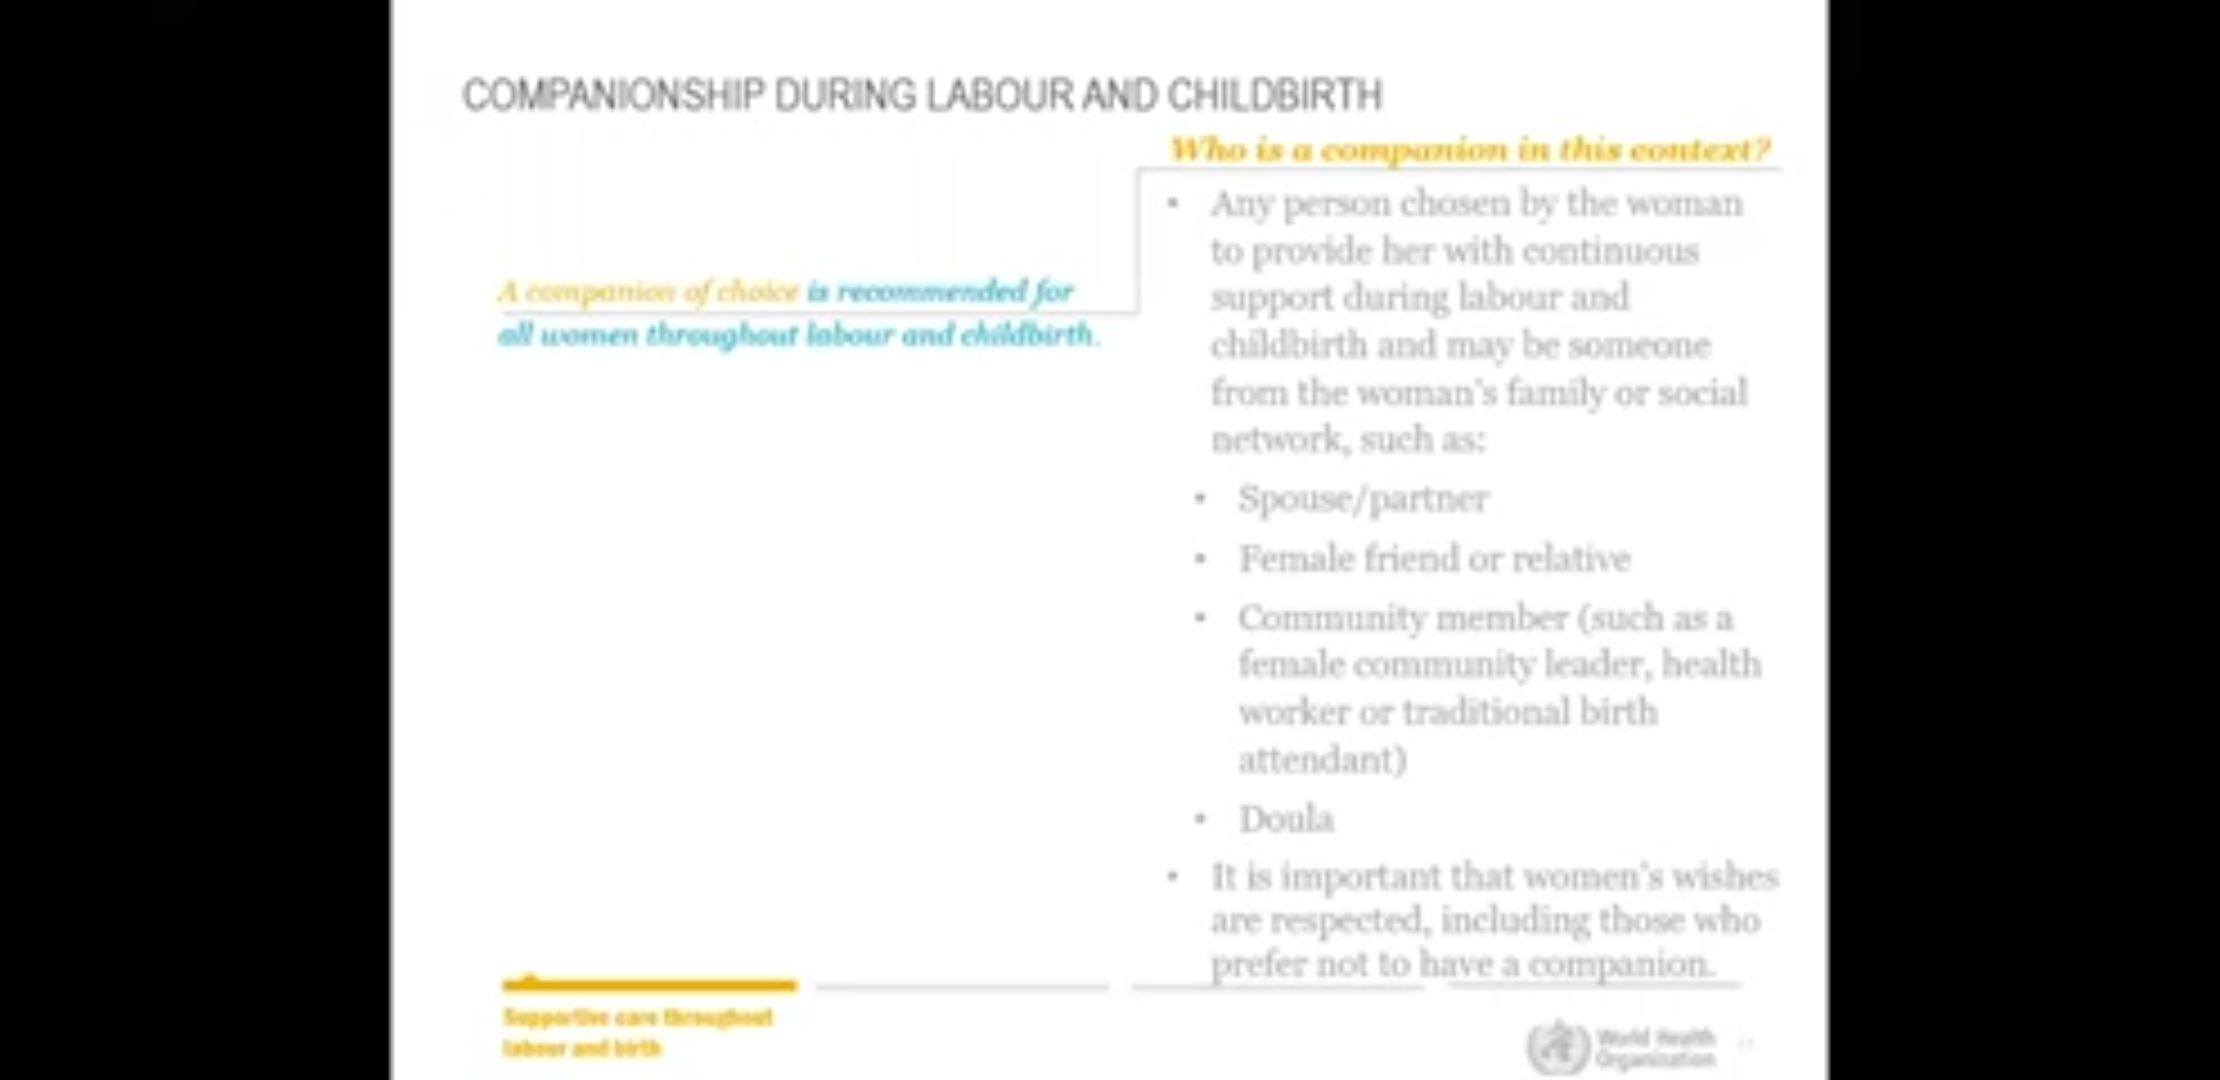 COMPANIONSHIP DURING LABOUR AND CHILDBIRTH
A companion of choice is recommended for
all women throughout labour and childbirth.
Who is a companion in this context?
• Any person chosen by the woman
to provide her with continuous
support during labour and
childbirth and may be someone
from the woman's family or social
network, such as:
• Spouse/partner
• Female friend or relative
• Community member (such as a
female community leader, health
worker or traditional birth
attendant)
• Doula
• It is important that women's wishes
are respected, including those who
prefer not to have a companion.
Supportive care throughout
labour and birth
World Health
Organization